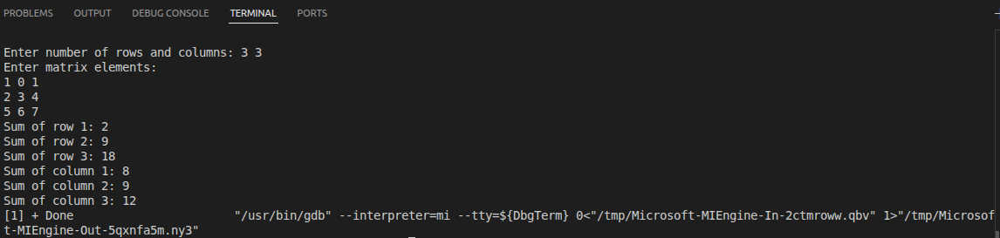 PROBLEMS OUTPUT DEBUG CONSOLE TERMINAL PORTS
Enter number of rows and columns: 3 3
Enter matrix elements:
1 0 1
2 3 4
5 6 7
Sum of row 1: 2
Sum of row 2: 9
Sum of row 3: 18
Sum of column 1: 8
Sum of column 2: 9
Sum of column 3: 12
[1] + Done                       "/usr/bin/gdb" --interpreter=mi --tty=${DbgTerm} 0<"/tmp/Microsoft-MIEngine-In-2ctmroww.qbv" 1>"/tmp/Microsof
t-MIEngine-Out-5qxnfa5m.ny3"